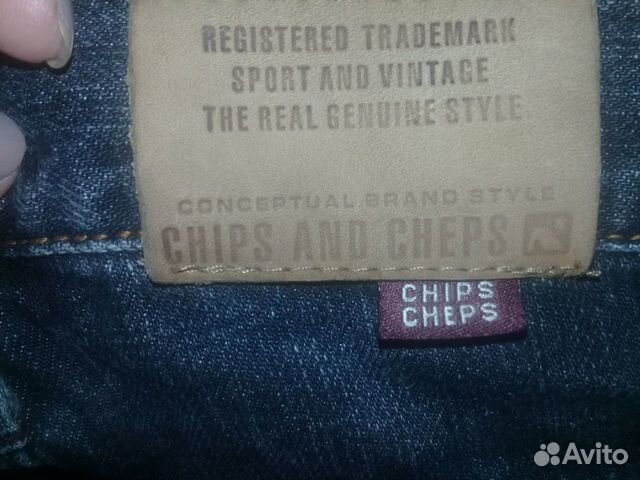 REGISTERED TRADEMARK
SPORT AND VINTAGE
THE REAL GENUINE STYLE
CONCEPTUAL BRAND STYLE
CHIPS AND CHEPS
CHIPS
CHEPS
Avito